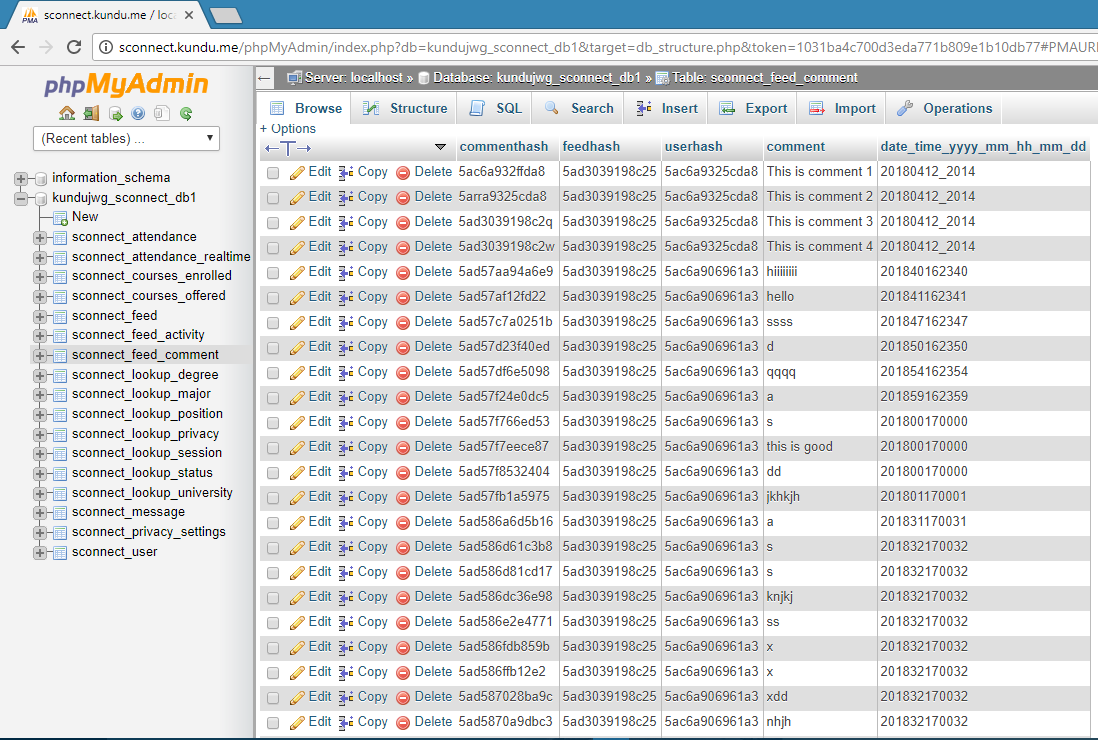 sconnect.kundu.me / loca
sconnect.kundu.me/phpMyAdmin/index.php?db=kundujwg_sconnect_db1&target=db_structure.php&token=1031ba4c700d3eda771b809e1b10db77#PMAURL
phpMyAdmin
(Recent tables) ...
information_schema
kundujwg_sconnect_db1
New
sconnect_attendance
sconnect_attendance_realtime
sconnect_courses_enrolled
sconnect_courses_offered
sconnect_feed
sconnect_feed_activity
sconnect_feed_comment
sconnect_lookup_degree
sconnect_lookup_major
sconnect_lookup_position
sconnect_lookup_privacy
sconnect_lookup_session
sconnect_lookup_status
sconnect_lookup_university
sconnect_message
sconnect_privacy_settings
sconnect_user
Server: localhost » Database: kundujwg_sconnect_db1 » Table: sconnect_feed_comment
Browse Structure SQL Search Insert Export Import Operations
+ Options
←T→ commenthash feedhash userhash comment date_time_yyyy_mm_hh_mm_dd
Edit Copy Delete 5ac6a932ffda8 5ad3039198c25 5ac6a9325cda8 This is comment 1 20180412_2014
Edit Copy Delete 5arra9325cda8 5ad3039198c25 5ac6a9325cda8 This is comment 2 20180412_2014
Edit Copy Delete 5ad3039198c2q 5ad3039198c25 5ac6a9325cda8 This is comment 3 20180412_2014
Edit Copy Delete 5ad3039198c2w 5ad3039198c25 5ac6a9325cda8 This is comment 4 20180412_2014
Edit Copy Delete 5ad57aa94a6e9 5ad3039198c25 5ac6a906961a3 hiiiiiiii 201840162340
Edit Copy Delete 5ad57af12fd22 5ad3039198c25 5ac6a906961a3 hello 201841162341
Edit Copy Delete 5ad57c7a0251b 5ad3039198c25 5ac6a906961a3 ssss 201847162347
Edit Copy Delete 5ad57d23f40ed 5ad3039198c25 5ac6a906961a3 d 201850162350
Edit Copy Delete 5ad57df6e5098 5ad3039198c25 5ac6a906961a3 qqqq 201854162354
Edit Copy Delete 5ad57f24e0dc5 5ad3039198c25 5ac6a906961a3 a 201859162359
Edit Copy Delete 5ad57f766ed53 5ad3039198c25 5ac6a906961a3 s 201800170000
Edit Copy Delete 5ad57f7eece87 5ad3039198c25 5ac6a906961a3 this is good 201800170000
Edit Copy Delete 5ad57f8532404 5ad3039198c25 5ac6a906961a3 dd 201800170000
Edit Copy Delete 5ad57fb1a5975 5ad3039198c25 5ac6a906961a3 jkhkjh 201801170001
Edit Copy Delete 5ad586a6d5b16 5ad3039198c25 5ac6a906961a3 a 201831170031
Edit Copy Delete 5ad586d61c3b8 5ad3039198c25 5ac6a906961a3 s 201832170032
Edit Copy Delete 5ad586d81cd17 5ad3039198c25 5ac6a906961a3 s 201832170032
Edit Copy Delete 5ad586dc36e98 5ad3039198c25 5ac6a906961a3 knjkj 201832170032
Edit Copy Delete 5ad586e2e4771 5ad3039198c25 5ac6a906961a3 ss 201832170032
Edit Copy Delete 5ad586fdb859b 5ad3039198c25 5ac6a906961a3 x 201832170032
Edit Copy Delete 5ad586ffb12e2 5ad3039198c25 5ac6a906961a3 x 201832170032
Edit Copy Delete 5ad587028ba9c 5ad3039198c25 5ac6a906961a3 xdd 201832170032
Edit Copy Delete 5ad5870a9dbc3 5ad3039198c25 5ac6a906961a3 nhjh 201832170032